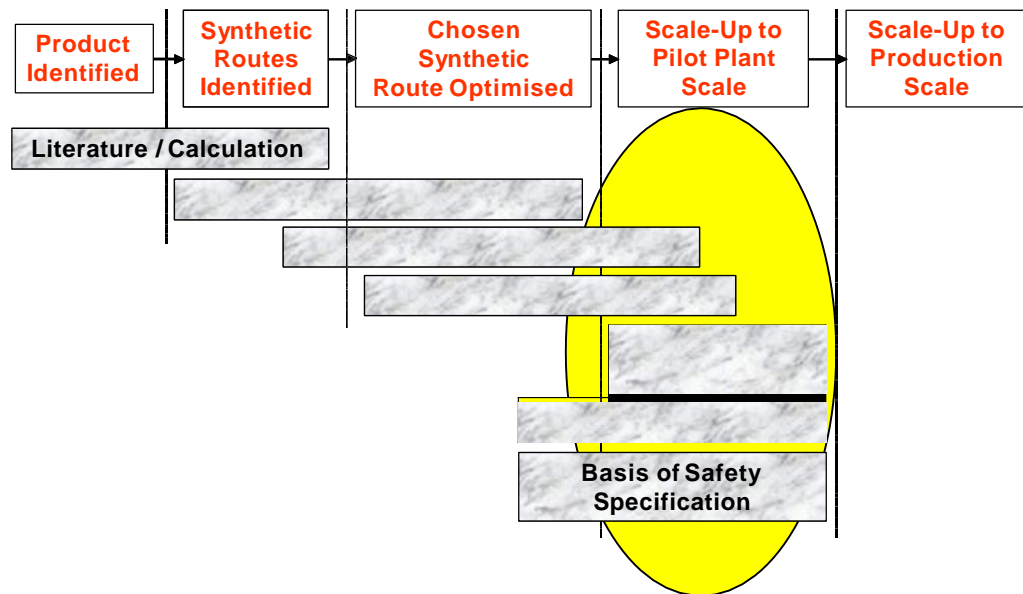 Product
Identified
Synthetic
Routes
Identified
Chosen
Synthetic
Route Optimised
Scale-Up to
Pilot Plant
Scale
Scale-Up to
Production
Scale
Literature / Calculation
Basis of Safety
Specification